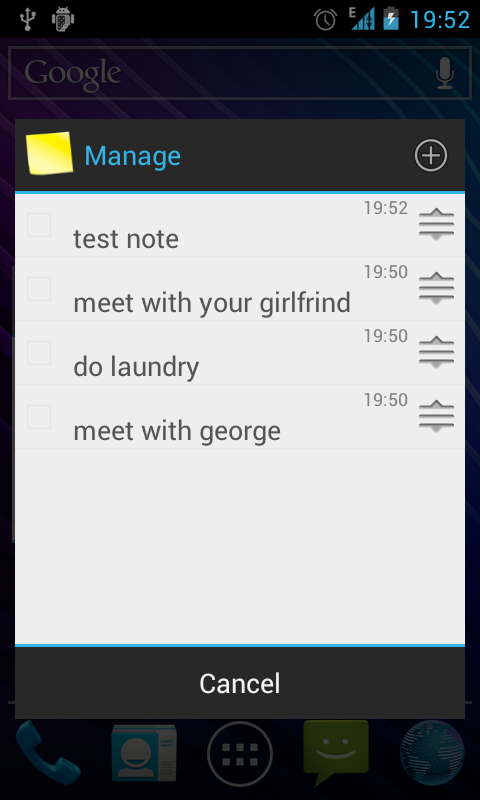 E 19:52
Google
Manage
19:52
test note
19:50
meet with your girlfrind
19:50
do laundry
19:50
meet with george
Cancel